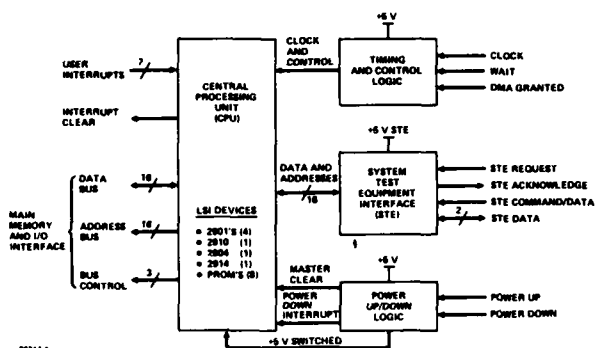 USER
INTERRUPTS
7
INTERRUPT
CLEAR
MAIN
MEMORY
AND I/O
INTERFACE
DATA
BUS
16
ADDRESS
BUS
16
BUS
CONTROL
3
CENTRAL
PROCESSING
UNIT
(CPU)
LSI DEVICES
• 2901'S (4)
• 2910 (1)
• 2904 (1)
• 2914 (1)
• PROM'S (8)
CLOCK
AND
CONTROL
+5 V
TIMING
AND CONTROL
LOGIC
CLOCK
WAIT
DMA GRANTED
DATA AND
ADDRESSES
16
+5 V STE
SYSTEM
TEST
EQUIPMENT
INTERFACE
(STE)
STE REQUEST
STE ACKNOWLEDGE
STE COMMAND/DATA
2
STE DATA
MASTER
CLEAR
POWER
DOWN
INTERRUPT
+5 V
POWER
UP/DOWN
LOGIC
POWER UP
POWER DOWN
+5 V SWITCHED